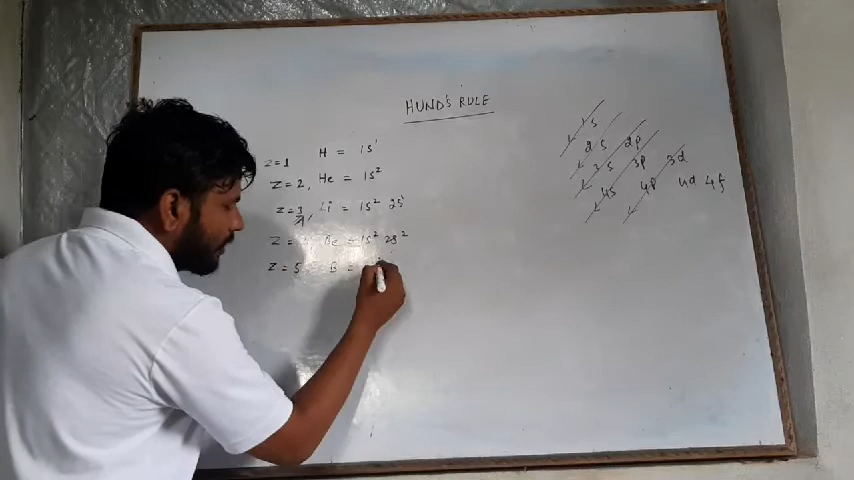 HUND'S RULE
Z=1 H = 1s¹
Z=2, He = 1s²
Z=3, Li = 1s² 2s¹
Z= Be = 1s² 2s²
Z=5 B =
1s
2s 2p
3s 3p 3d
4s 4p 4d 4f